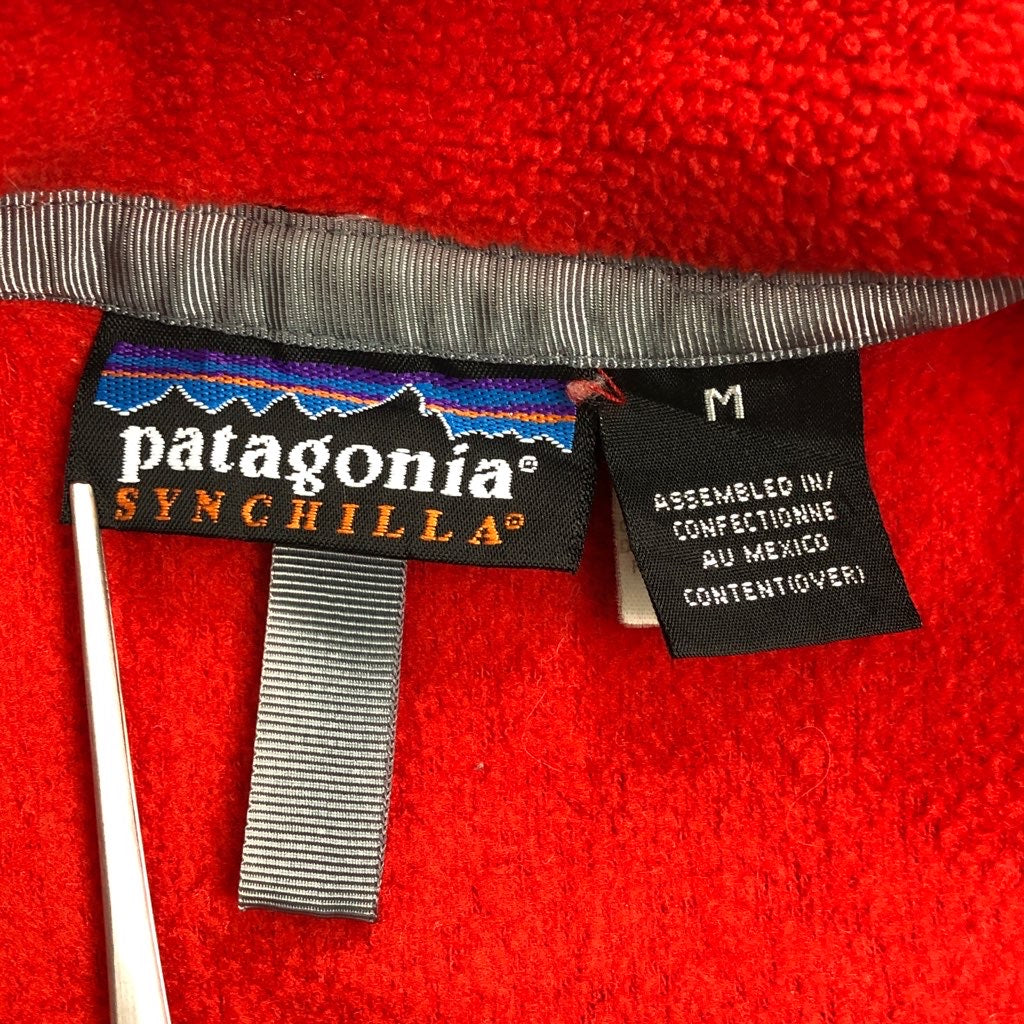 patagonia®
SYNCHILLA®
M
ASSEMBLED IN/
CONFECTIONNE
AU MEXICO
CONTENT(OVER)